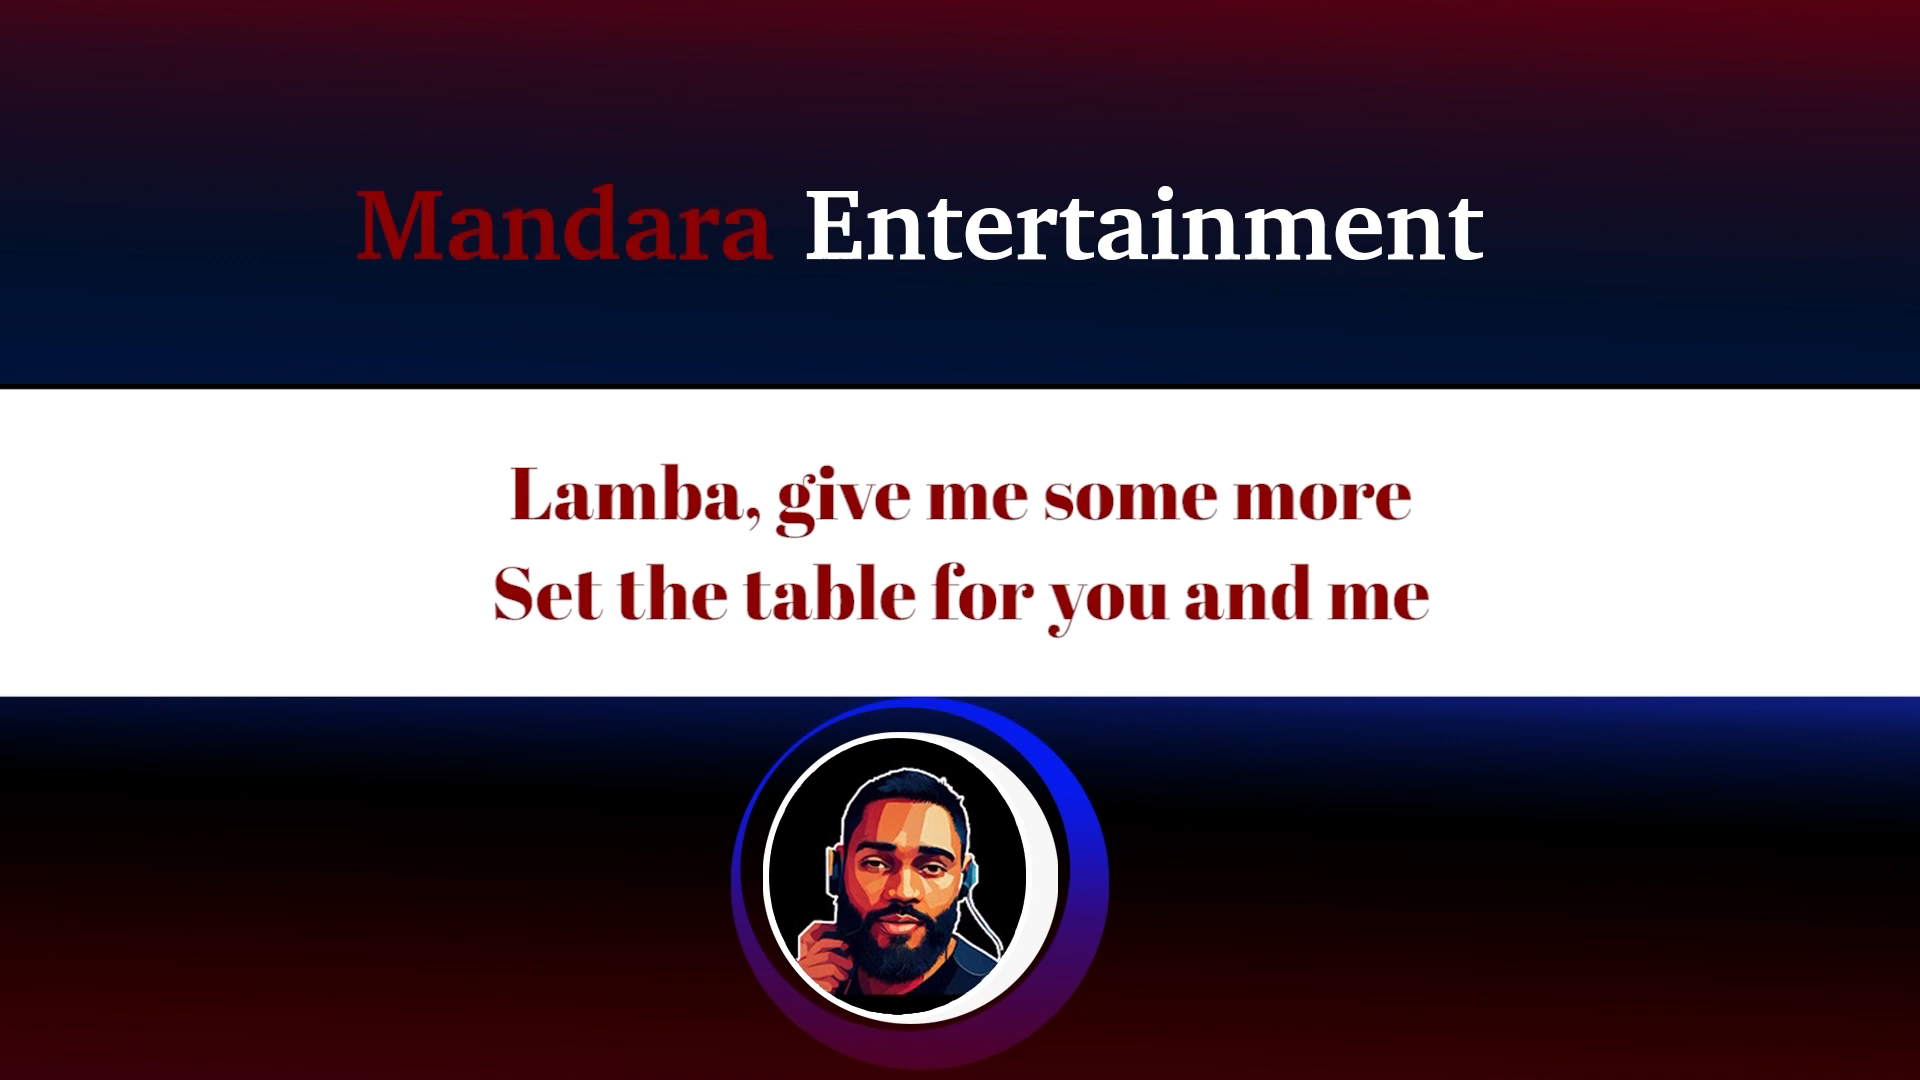 Mandara Entertainment
Lamba, give me some more
Set the table for you and me